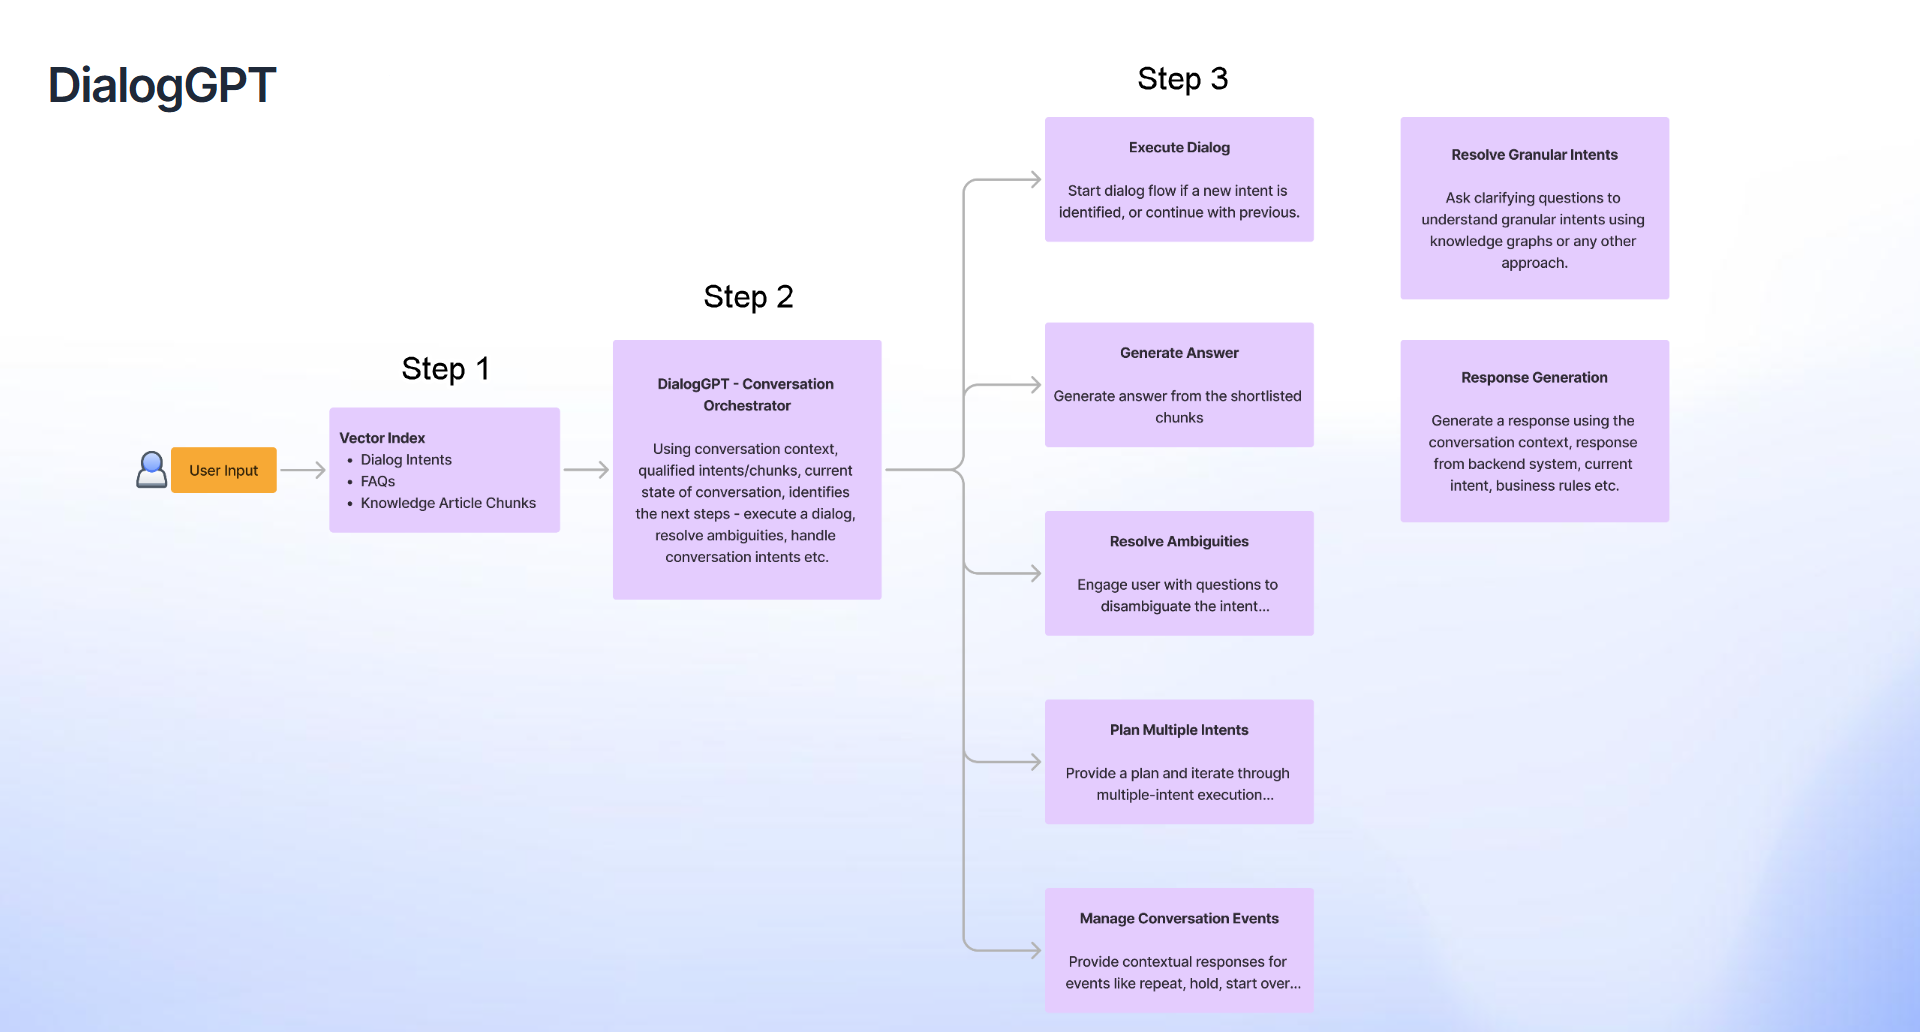 DialogGPT
Step 1
Step 2
Step 3
User Input
Vector Index
• Dialog Intents
• FAQs
• Knowledge Article Chunks
DialogGPT - Conversation
Orchestrator
Using conversation context,
qualified intents/chunks, current
state of conversation, identifies
the next steps - execute a dialog,
resolve ambiguities, handle
conversation intents etc.
Execute Dialog
Start dialog flow if a new intent is
identified, or continue with previous.
Generate Answer
Generate answer from the shortlisted
chunks
Resolve Ambiguities
Engage user with questions to
disambiguate the intent...
Plan Multiple Intents
Provide a plan and iterate through
multiple-intent execution...
Manage Conversation Events
Provide contextual responses for
events like repeat, hold, start over...
Resolve Granular Intents
Ask clarifying questions to
understand granular intents using
knowledge graphs or any other
approach.
Response Generation
Generate a response using the
conversation context, response
from backend system, current
intent, business rules etc.